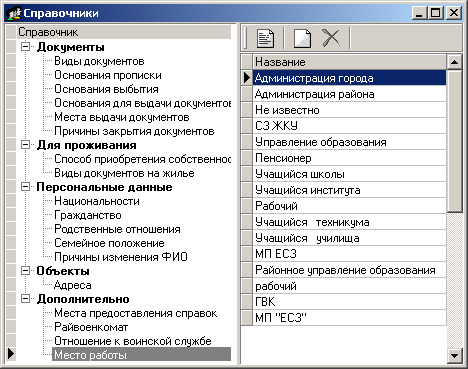 Справочники
Справочник
Документы
Виды документов
Основания прописки
Основания выбытия
Основания для выдачи документов
Места выдачи документов
Причины закрытия документов
Для проживания
Способ приобретения собственнос
Виды документов на жилье
Персональные данные
Национальности
Гражданство
Родственные отношения
Семейное положение
Причины изменения ФИО
Объекты
Адреса
Дополнительно
Места предоставления справок
Райвоенкомат
Отношение к воинской службе
Место работы
Название
Администрация города
Администрация района
Не известно
СЗ ЖКУ
Управление образования
Пенсионер
Учащийся школы
Учащийся института
Рабочий
Учащийся техникума
Учащийся училища
МП ЕСЗ
Районное управление образования
рабочий
ГВК
МП "ЕСЗ"